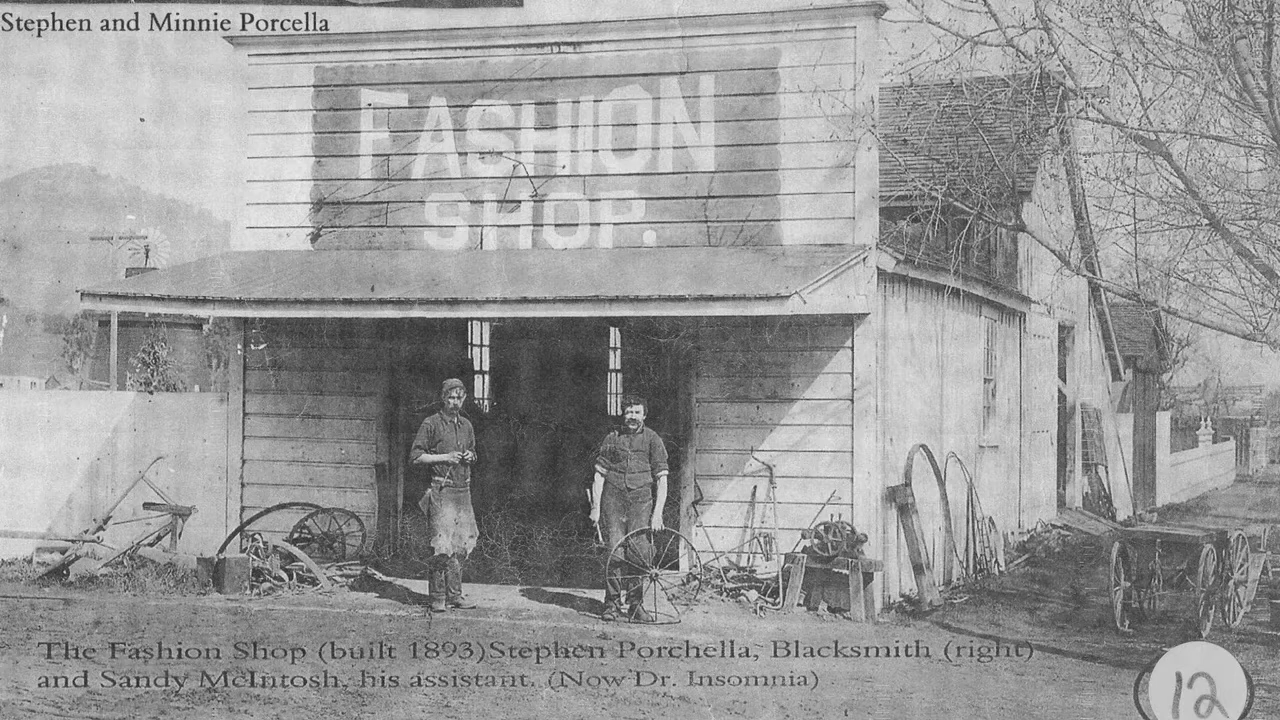 Stephen and Minnie Porcella
FASHION
SHOP.
The Fashion Shop (built 1893)Stephen Porchella, Blacksmith (right)
and Sandy McIntosh, his assistant. (Now Dr. Insomnia)
12